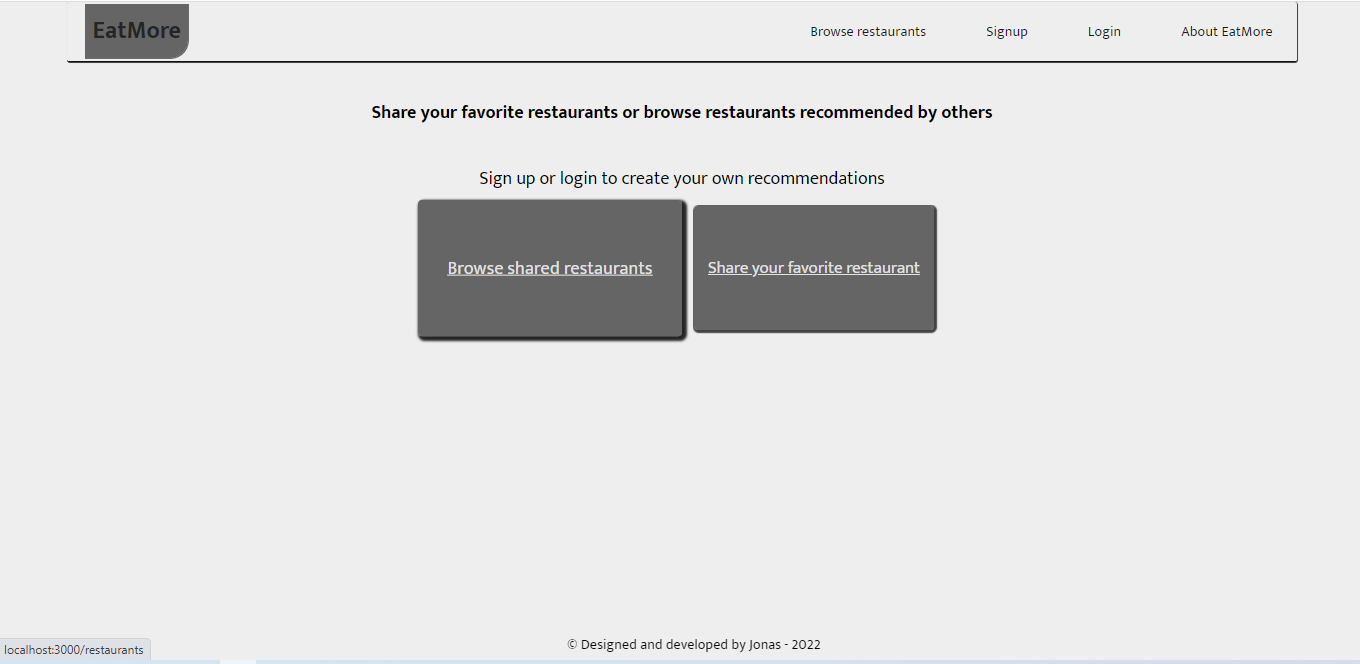 EatMore
Browse restaurants
Signup
Login
About EatMore
Share your favorite restaurants or browse restaurants recommended by others
Sign up or login to create your own recommendations
Browse shared restaurants
Share your favorite restaurant
© Designed and developed by Jonas - 2022
localhost:3000/restaurants